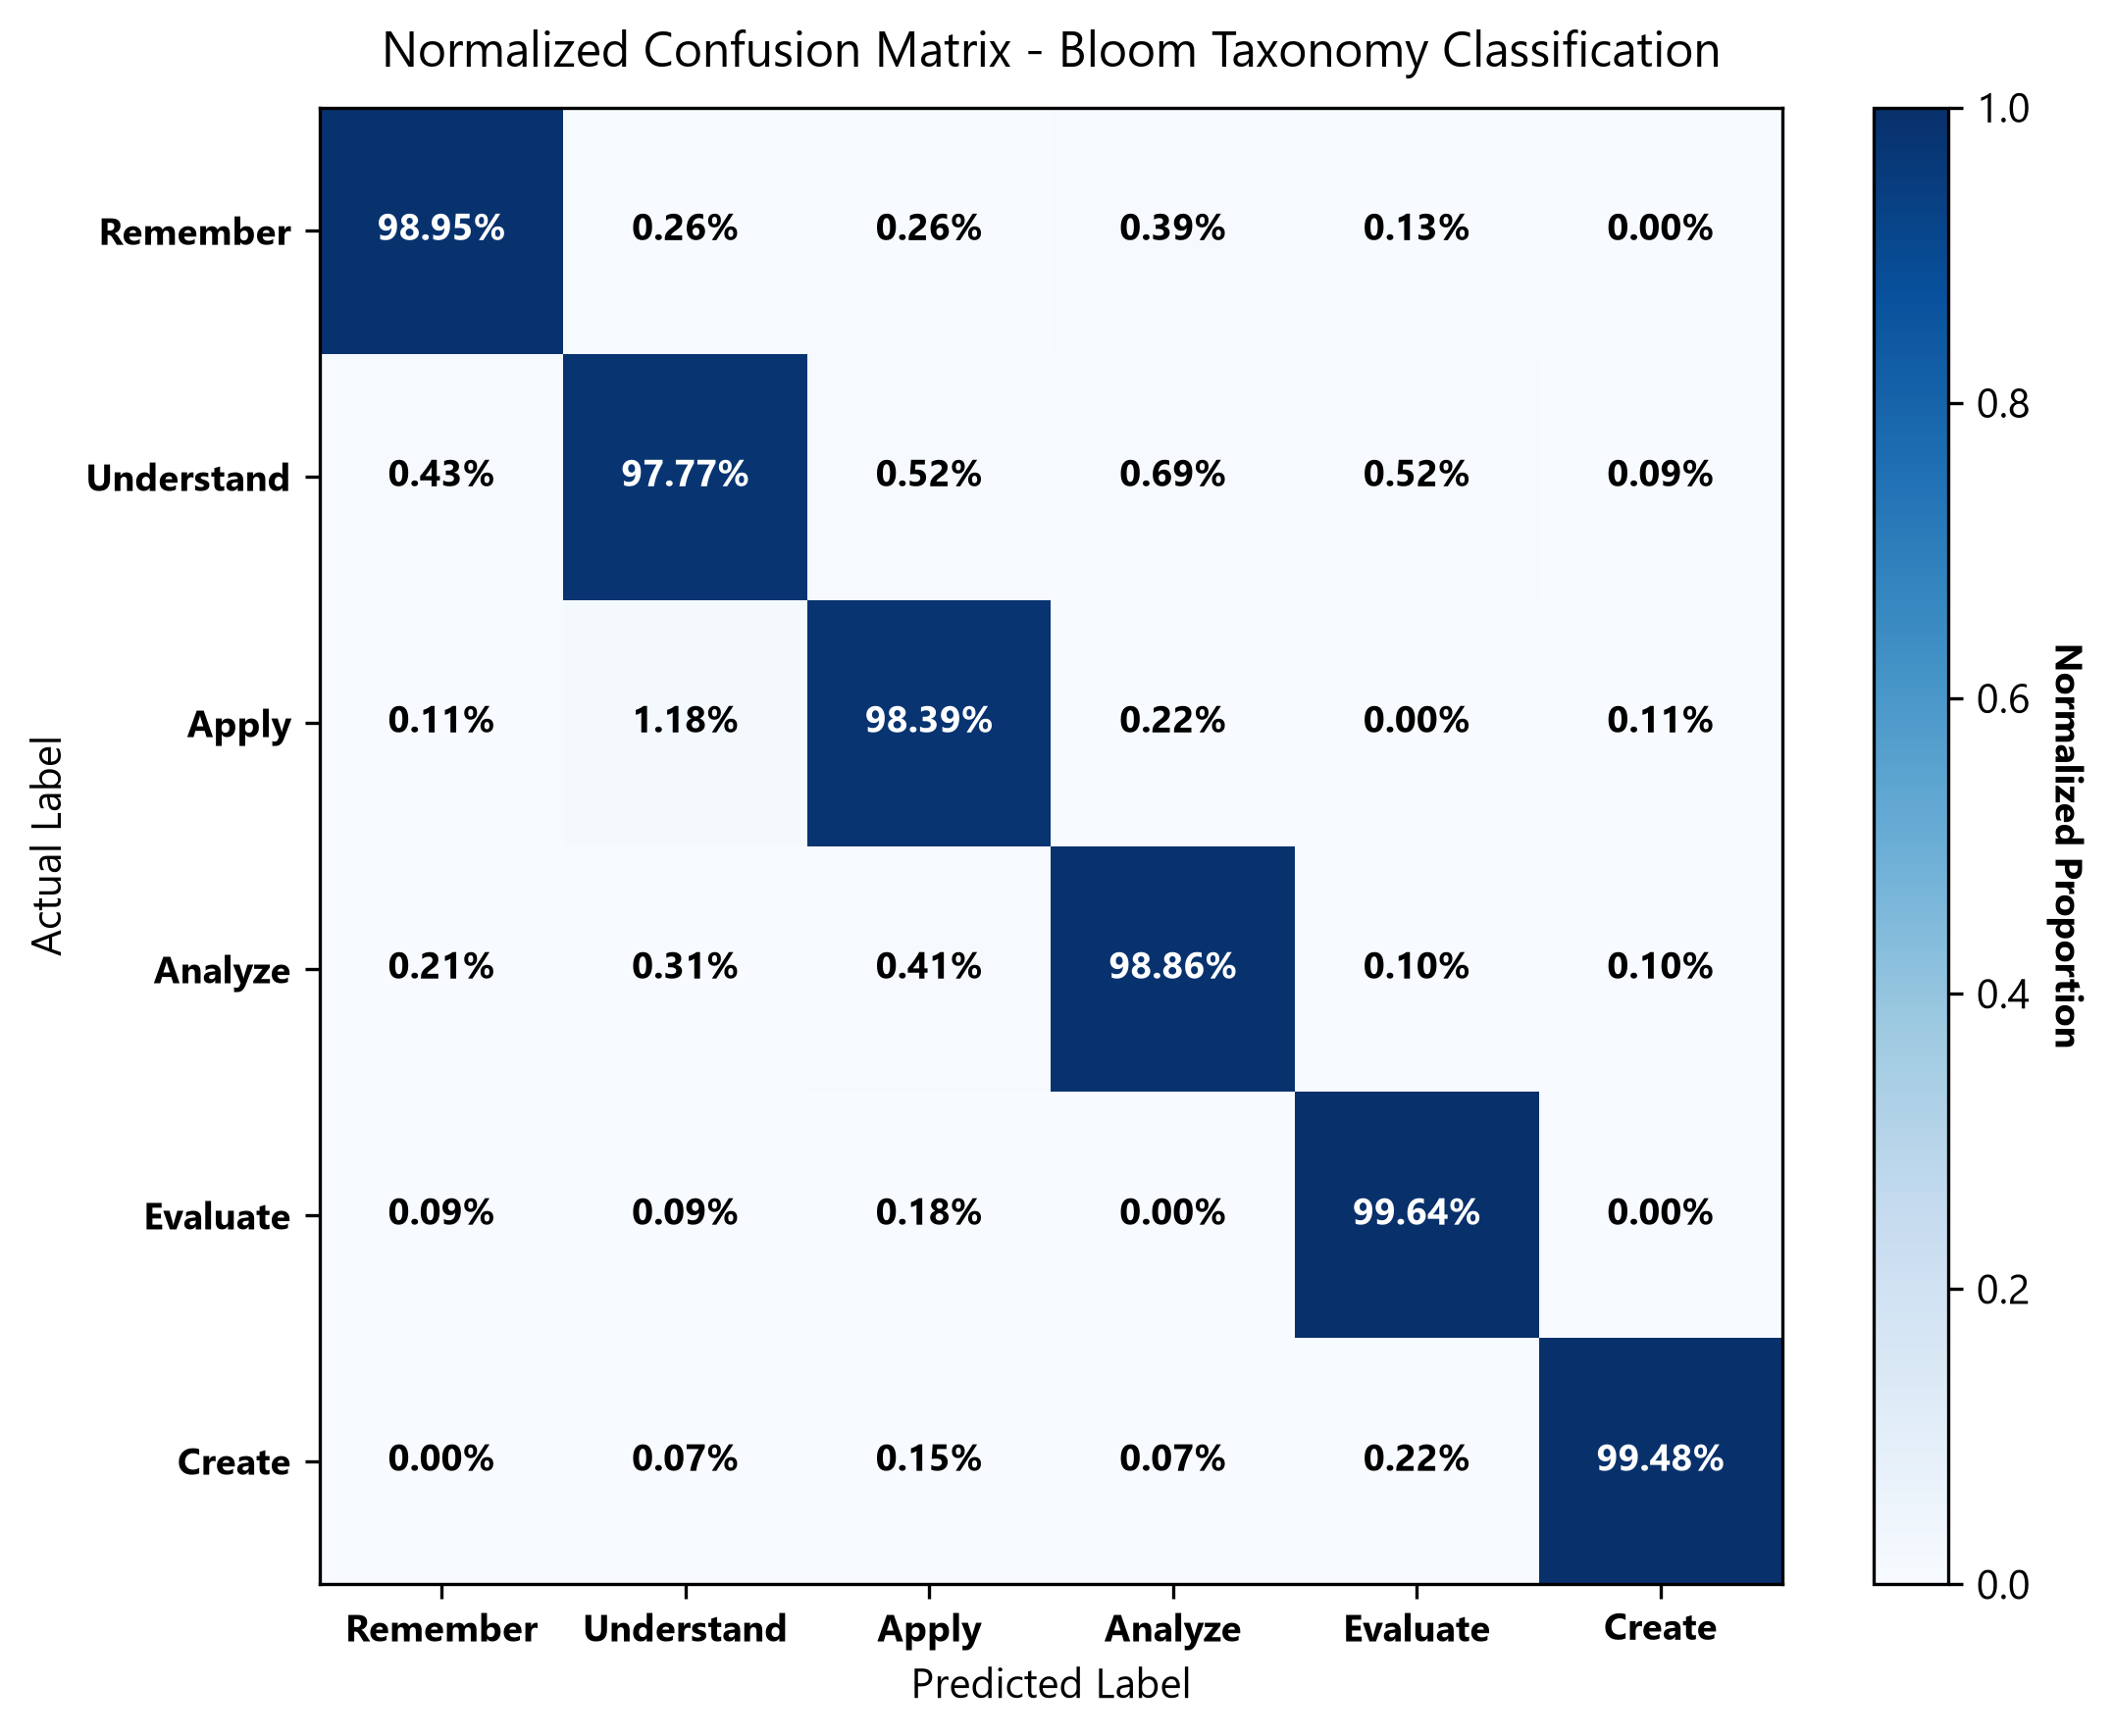 Normalized Confusion Matrix - Bloom Taxonomy Classification
Remember 98.95% 0.26% 0.26% 0.39% 0.13% 0.00%
Understand 0.43% 97.77% 0.52% 0.69% 0.52% 0.09%
Apply 0.11% 1.18% 98.39% 0.22% 0.00% 0.11%
Analyze 0.21% 0.31% 0.41% 98.86% 0.10% 0.10%
Evaluate 0.09% 0.09% 0.18% 0.00% 99.64% 0.00%
Create 0.00% 0.07% 0.15% 0.07% 0.22% 99.48%
Remember Understand Apply Analyze Evaluate Create
Predicted Label
Actual Label
1.0
0.8
0.6
0.4
0.2
0.0
Normalized Proportion